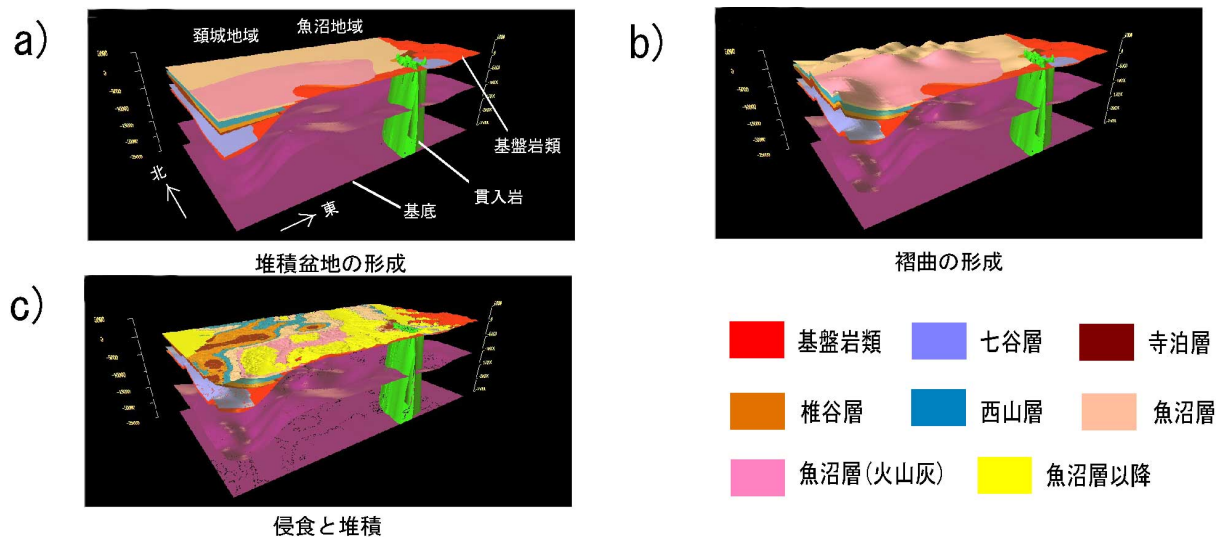 a)
頚城地域
魚沼地域
基盤岩類
貫入岩
基底
北
東
堆積盆地の形成
b)
褶曲の形成
c)
侵食と堆積
基盤岩類
七谷層
寺泊層
椎谷層
西山層
魚沼層
魚沼層(火山灰)
魚沼層以降